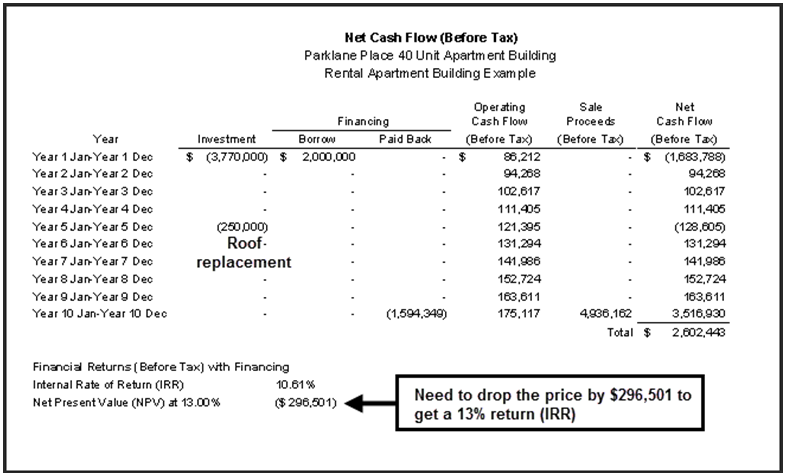 Net Cash Flow (Before Tax)
Parklane Place 40 Unit Apartment Building
Rental Apartment Building Example
Operating Sale Net
Financing Cash Flow Proceeds Cash Flow
Year Investment Borrow Paid Back (Before Tax) (Before Tax) (Before Tax)
Year 1 Jan-Year 1 Dec $ (3,770,000) $ 2,000,000 - $ 86,212 - $ (1,683,788)
Year 2 Jan-Year 2 Dec - - - 94,268 - 94,268
Year 3 Jan-Year 3 Dec - - - 102,617 - 102,617
Year 4 Jan-Year 4 Dec - - - 111,405 - 111,405
Year 5 Jan-Year 5 Dec (250,000) - - 121,395 - (128,605)
Year 6 Jan-Year 6 Dec Roof - - - 131,294 - 131,294
Year 7 Jan-Year 7 Dec replacement - - 141,986 - 141,986
Year 8 Jan-Year 8 Dec - - - 152,724 - 152,724
Year 9 Jan-Year 9 Dec - - - 163,611 - 163,611
Year 10 Jan-Year 10 Dec - - (1,594,349) 175,117 4,936,162 3,516,930
Total $ 2,602,443
Financial Returns (Before Tax) with Financing
Internal Rate of Return (IRR) 10.61%
Net Present Value (NPV) at 13.00% ($ 296,501)
Need to drop the price by $296,501 to
get a 13% return (IRR)